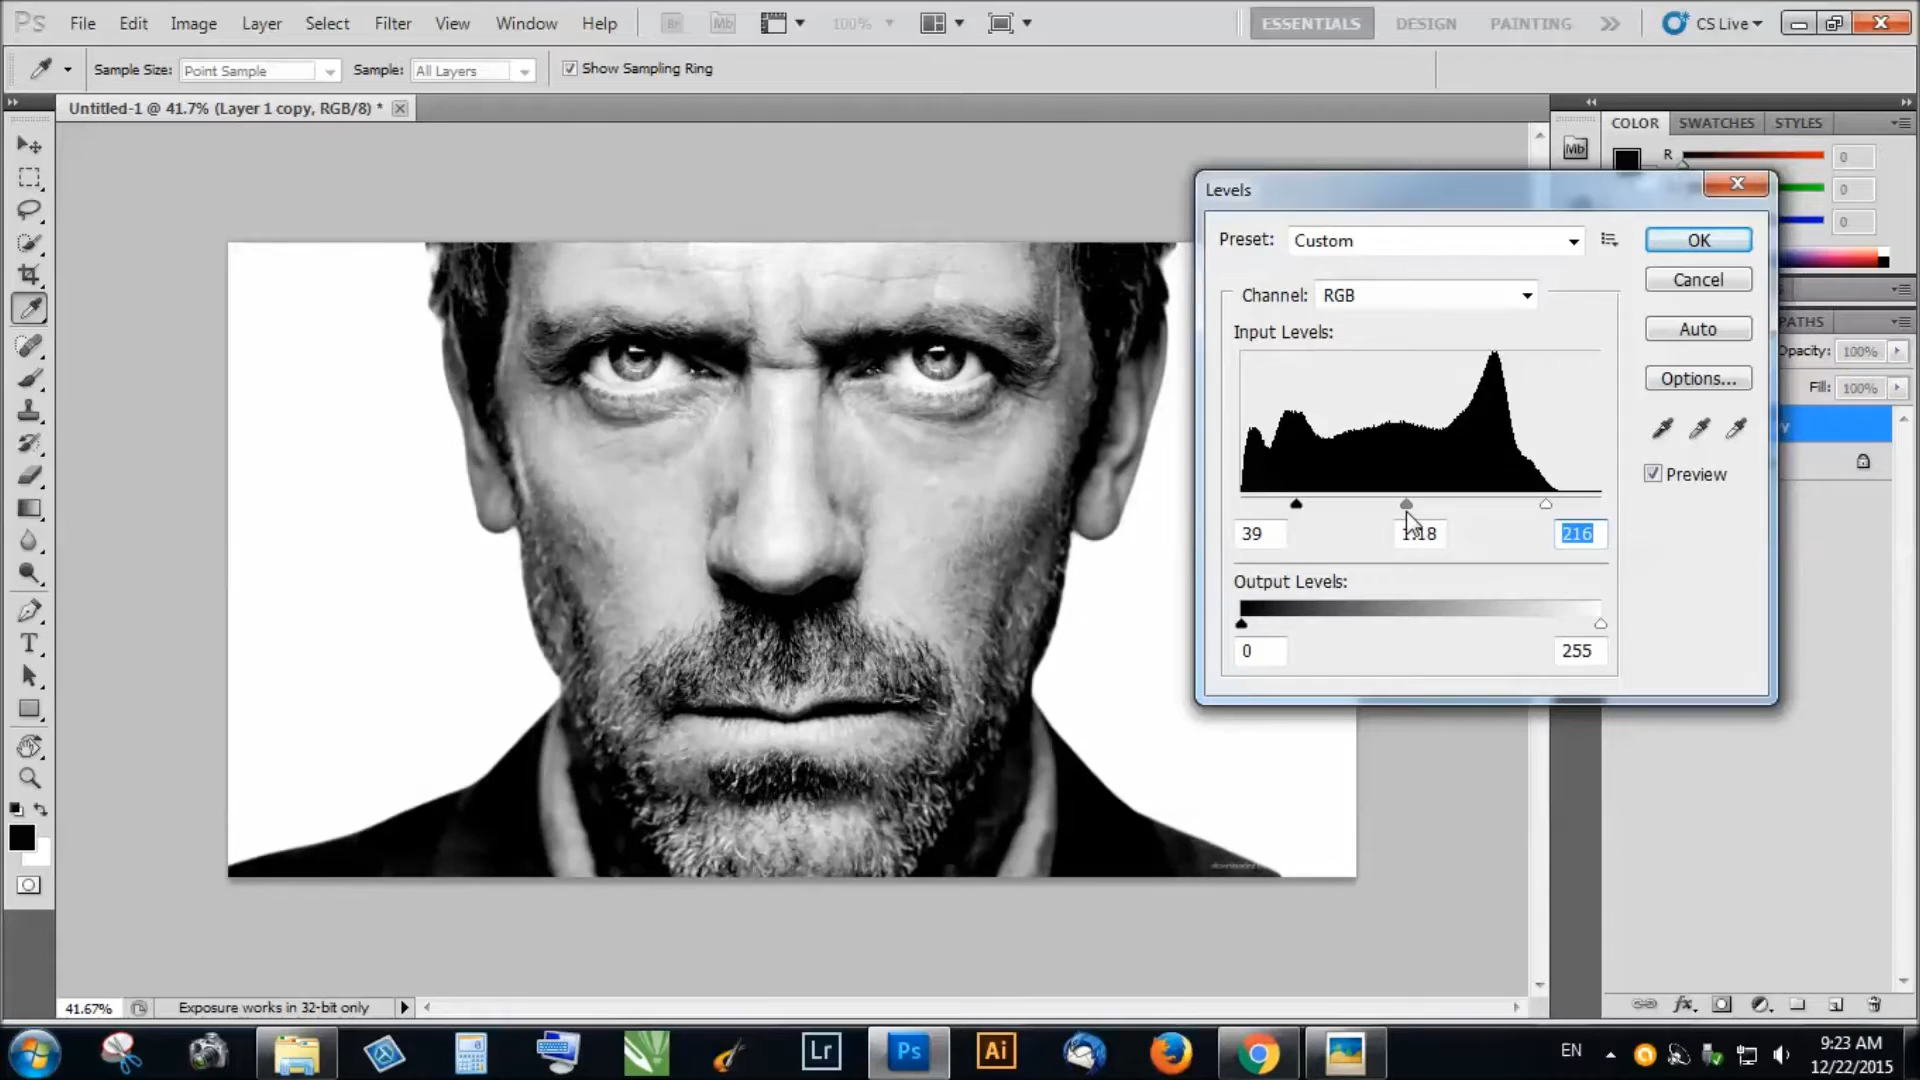 Ps File Edit Image Layer Select Filter View Window Help Br Mb 100% ESSENTIALS DESIGN PAINTING CS Live
Sample Size: Point Sample Sample: All Layers Show Sampling Ring
Untitled-1 @ 41.7% (Layer 1 copy, RGB/8) *
COLOR SWATCHES STYLES
Mb
R 0
0
0
Levels
Preset: Custom
OK
Channel: RGB
Cancel
Input Levels:
Auto
Options...
Preview
39 216
Output Levels:
0 255
PATHS
Opacity: 100%
Fill: 100%
T
41.67% Exposure works in 32-bit only
fx
Lr Ps Ai
EN
9:23 AM
12/22/2015